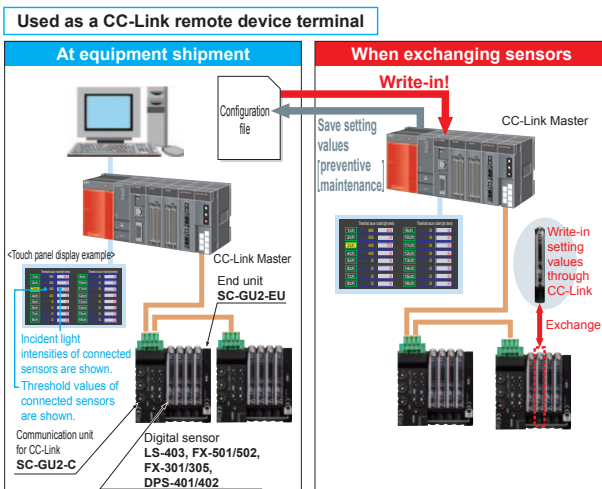 Used as a CC-Link remote device terminal
At equipment shipment
When exchanging sensors
Write-in!
Configuration
file
Save setting
values
[preventive
maintenance]
CC-Link Master
<Touch panel display example>
CC-Link Master
End unit
SC-GU2-EU
Incident light
intensities of connected
sensors are shown.
Threshold values of
connected sensors
are shown.
Communication unit
for CC-Link
SC-GU2-C
Digital sensor
LS-403, FX-501/502,
FX-301/305,
DPS-401/402
Write-in
setting
values
through
CC-Link
Exchange